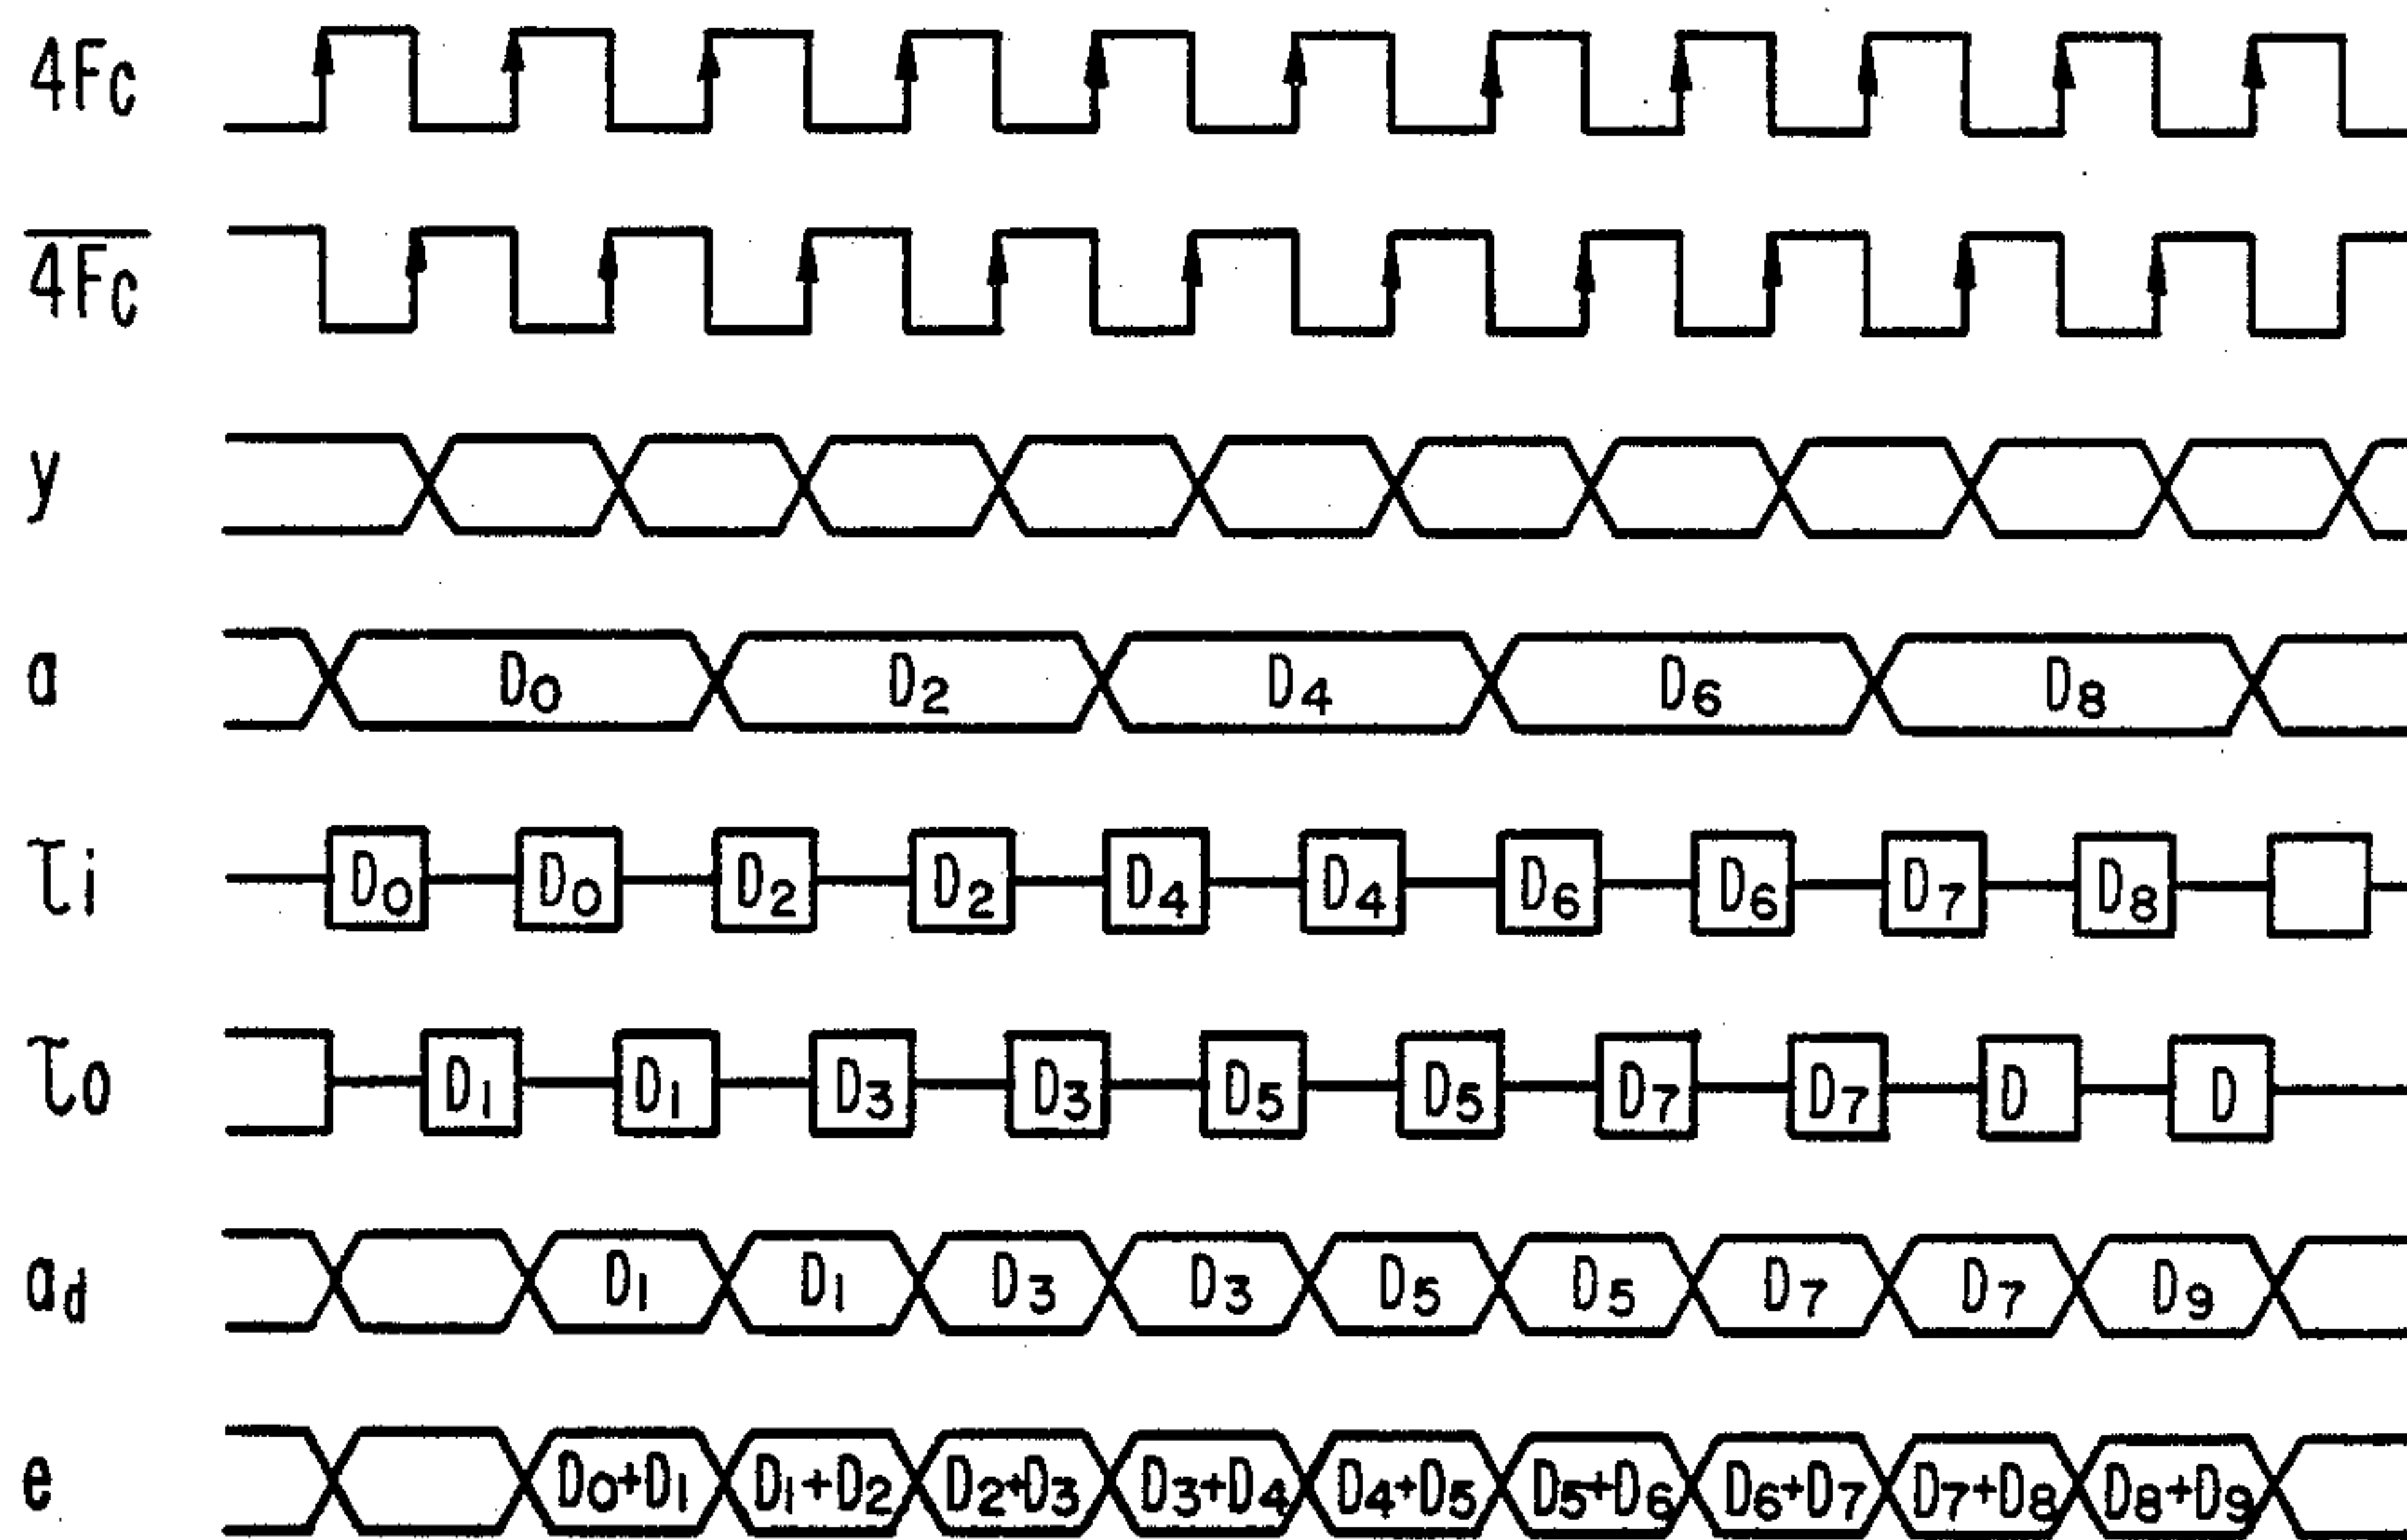 4Fc
4Fc
y
a D0 D2 D4 D6 D8
τi D0 D0 D2 D2 D4 D4 D6 D6 D7 D8
τo D1 D1 D3 D3 D5 D5 D7 D7 D D
ad D1 D1 D3 D3 D5 D5 D7 D7 D9
e D0+D1 D1+D2 D2+D3 D3+D4 D4+D5 D5+D6 D6+D7 D7+D8 D8+D9